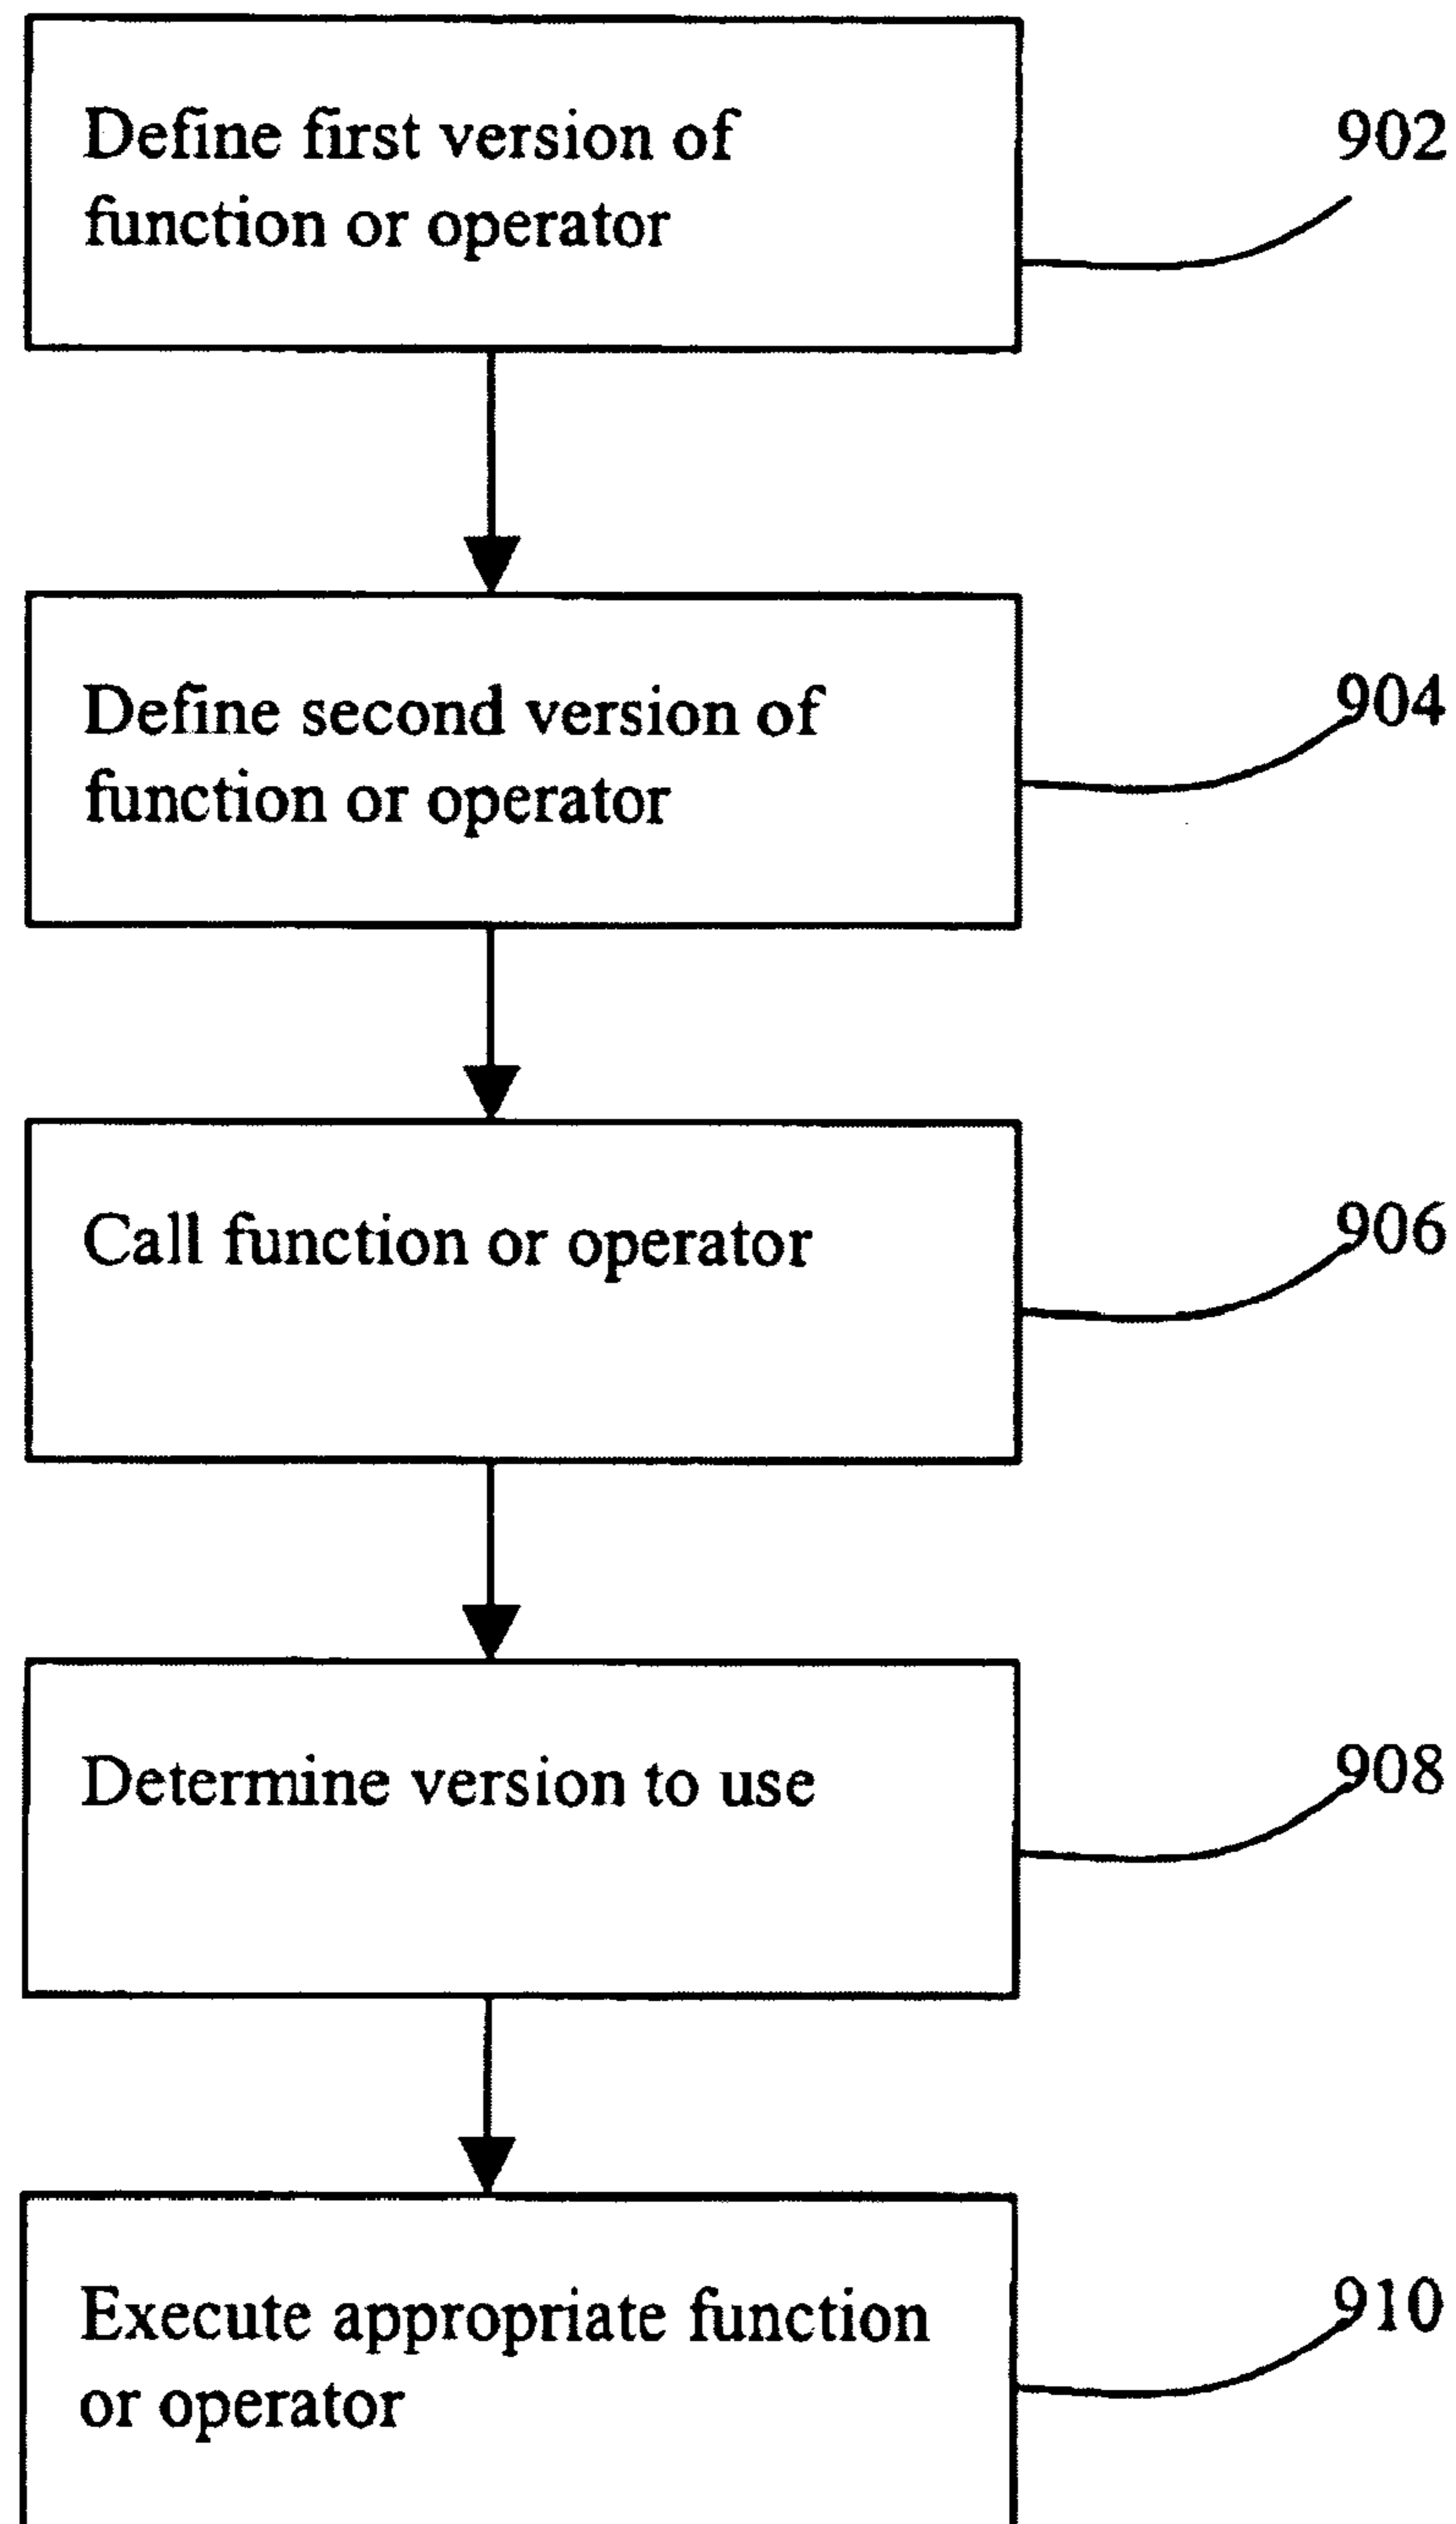 Define first version of
function or operator
902
Define second version of
function or operator
904
Call function or operator
906
Determine version to use
908
Execute appropriate function
or operator
910